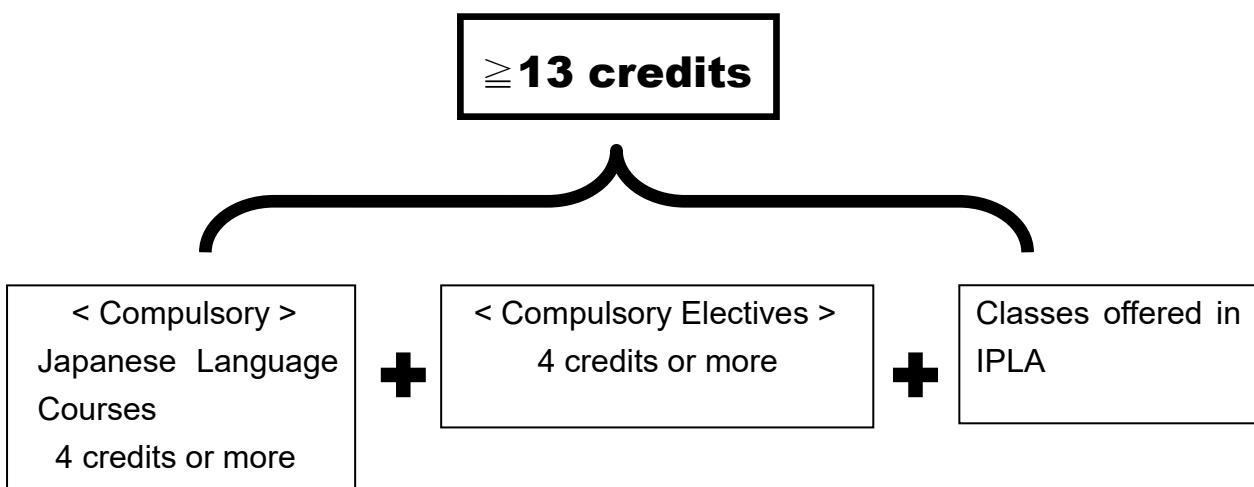 ≧13 credits
< Compulsory >
Japanese Language
Courses
4 credits or more
< Compulsory Electives >
4 credits or more
Classes offered in
IPLA